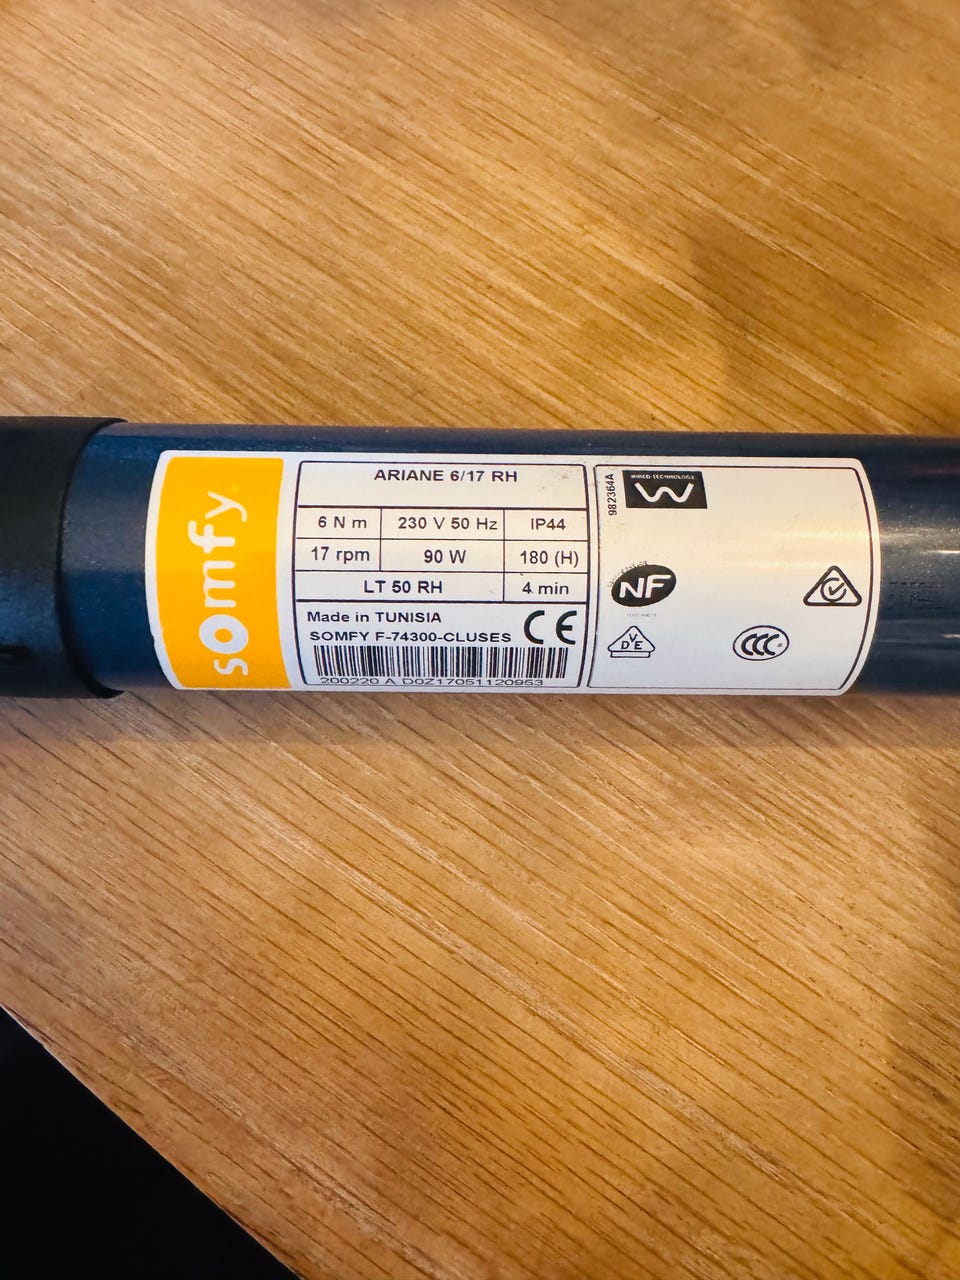 somfy
ARIANE 6/17 RH
6 N m 230 V 50 Hz IP44
17 rpm 90 W 180 (H)
LT 50 RH 4 min
Made in TUNISIA
SOMFY F-74300-CLUSES CE
200220 A D0Z17051120953
982364A
WIRED TECHNOLOGY
W
NF
VDE
CCC